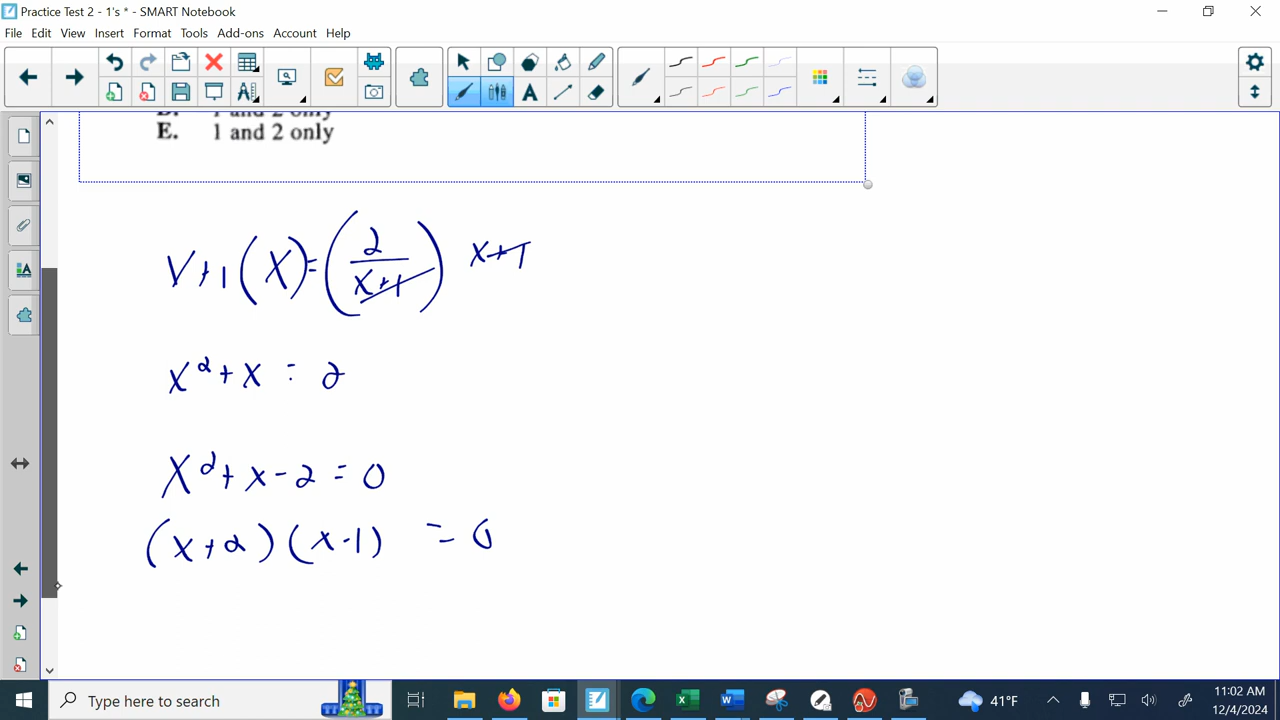 Practice Test 2 - 1's * - SMART Notebook
File Edit View Insert Format Tools Add-ons Account Help
E. 1 and 2 only
x+1(x)=(2/x+1) x+1
x²+x = 2
x²+x-2=0
(x+2)(x-1) = 0
Type here to search
41°F
11:02 AM
12/4/2024